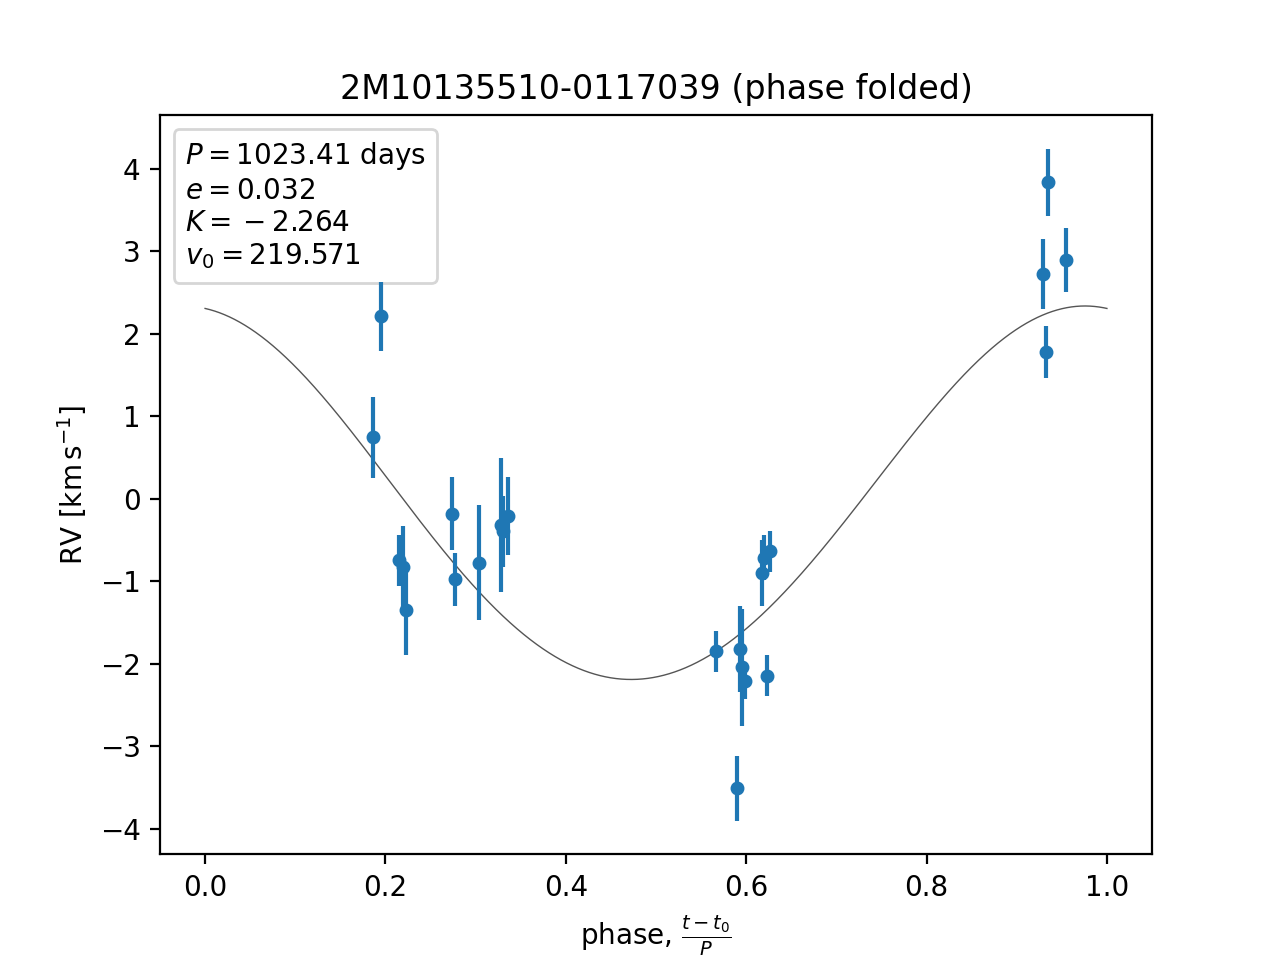 2M10135510-0117039 (phase folded)
P = 1023.41 days
e = 0.032
K = −2.264
v₀ = 219.571
4
3
2
1
0
−1
−2
−3
−4
RV [km s⁻¹]
0.0 0.2 0.4 0.6 0.8 1.0
phase, (t − t₀)/P